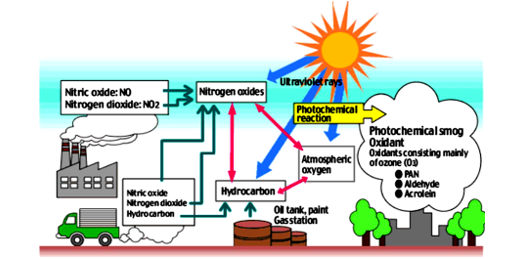 Ultraviolet rays
Nitric oxide: NO
Nitrogen dioxide: NO2
Nitrogen oxides
Photochemical
reaction
Photochemical smog
Oxidant
Oxidants consisting mainly
of ozone (O3)
● PAN
● Aldehyde
● Acrolein
Atmospheric
oxygen
Nitric oxide
Nitrogen dioxide
Hydrocarbon
Hydrocarbon
Oil tank, paint
Gas station